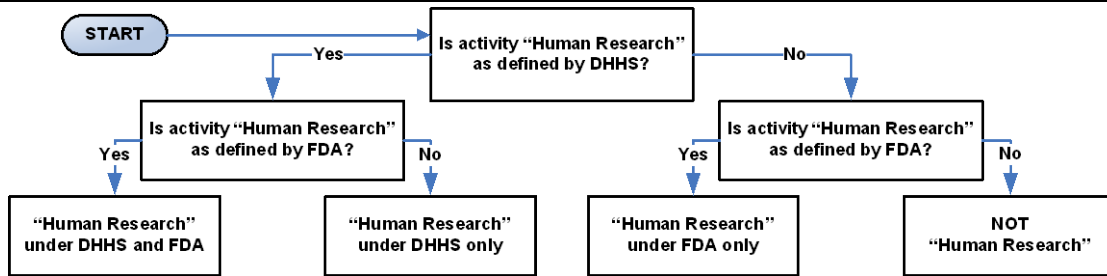 START
Is activity “Human Research”
as defined by DHHS?
Yes
No
Is activity “Human Research”
as defined by FDA?
Is activity “Human Research”
as defined by FDA?
Yes
No
Yes
No
“Human Research”
under DHHS and FDA
“Human Research”
under DHHS only
“Human Research”
under FDA only
NOT
“Human Research”